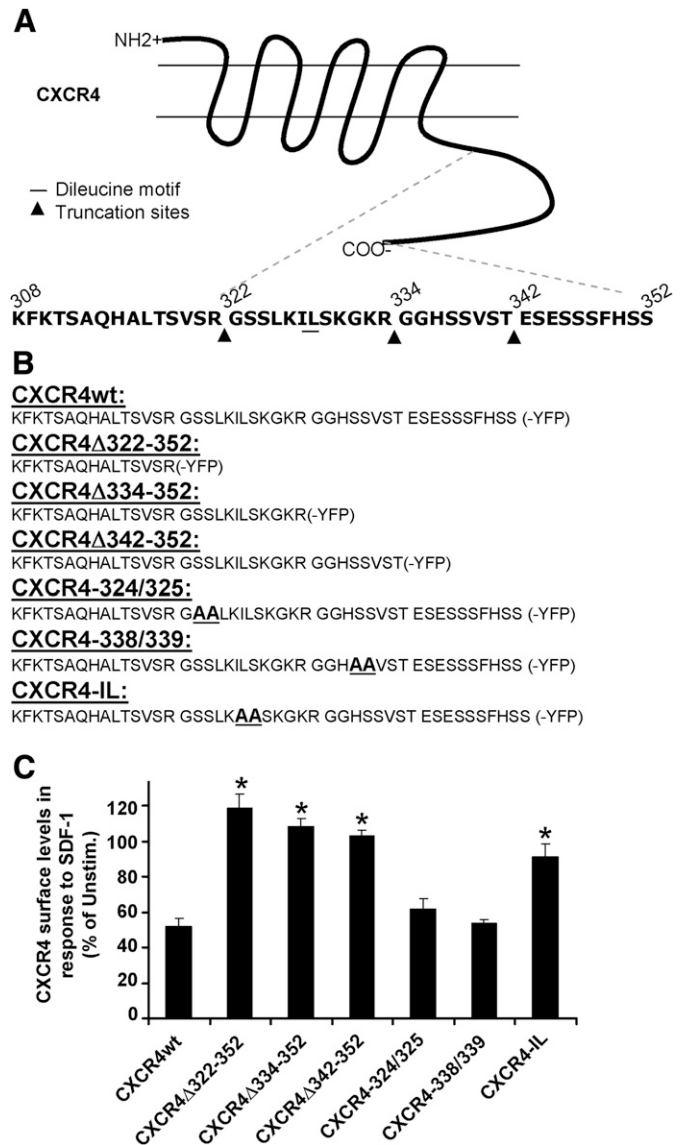 A
NH2+
CXCR4
— Dileucine motif
▲ Truncation sites
COO-
308 322 334 342 352
KFKTSAQHALTSVSR GSSLKILSKGKR GGHSSVST ESESSSFHSS
B
CXCR4wt:
KFKTSAQHALTSVSR GSSLKILSKGKR GGHSSVST ESESSSFHSS (-YFP)
CXCR4Δ322-352:
KFKTSAQHALTSVSR(-YFP)
CXCR4Δ334-352:
KFKTSAQHALTSVSR GSSLKILSKGKR(-YFP)
CXCR4Δ342-352:
KFKTSAQHALTSVSR GSSLKILSKGKR GGHSSVST(-YFP)
CXCR4-324/325:
KFKTSAQHALTSVSR GAALKILSKGKR GGHSSVST ESESSSFHSS (-YFP)
CXCR4-338/339:
KFKTSAQHALTSVSR GSSLKILSKGKR GGHAAVST ESESSSFHSS (-YFP)
CXCR4-IL:
KFKTSAQHALTSVSR GSSLKAASKGKR GGHSSVST ESESSSFHSS (-YFP)
C
CXCR4 surface levels in
response to SDF-1
(% of Unstim.)
120
100
80
60
40
20
0
* * * *
CXCR4wt
CXCR4Δ322-352
CXCR4Δ334-352
CXCR4Δ342-352
CXCR4-324/325
CXCR4-338/339
CXCR4-IL